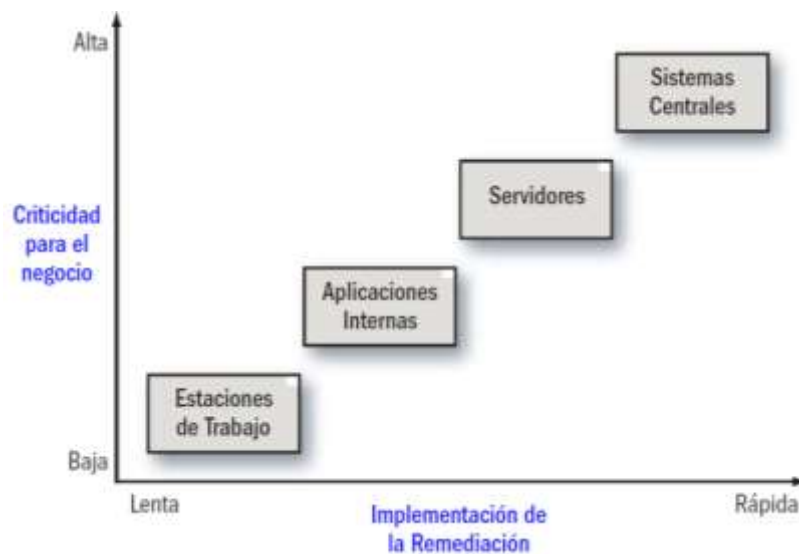 Alta
Sistemas
Centrales
Servidores
Criticidad
para el
negocio
Aplicaciones
Internas
Estaciones
de Trabajo
Baja
Lenta
Implementación de
la Remediación
Rápida